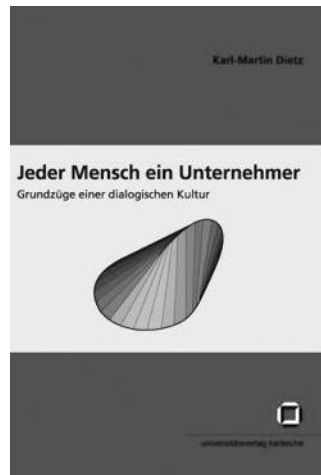 Karl-Martin Dietz
Jeder Mensch ein Unternehmer
Grundzüge einer dialogischen Kultur
universitätsverlag karlsruhe